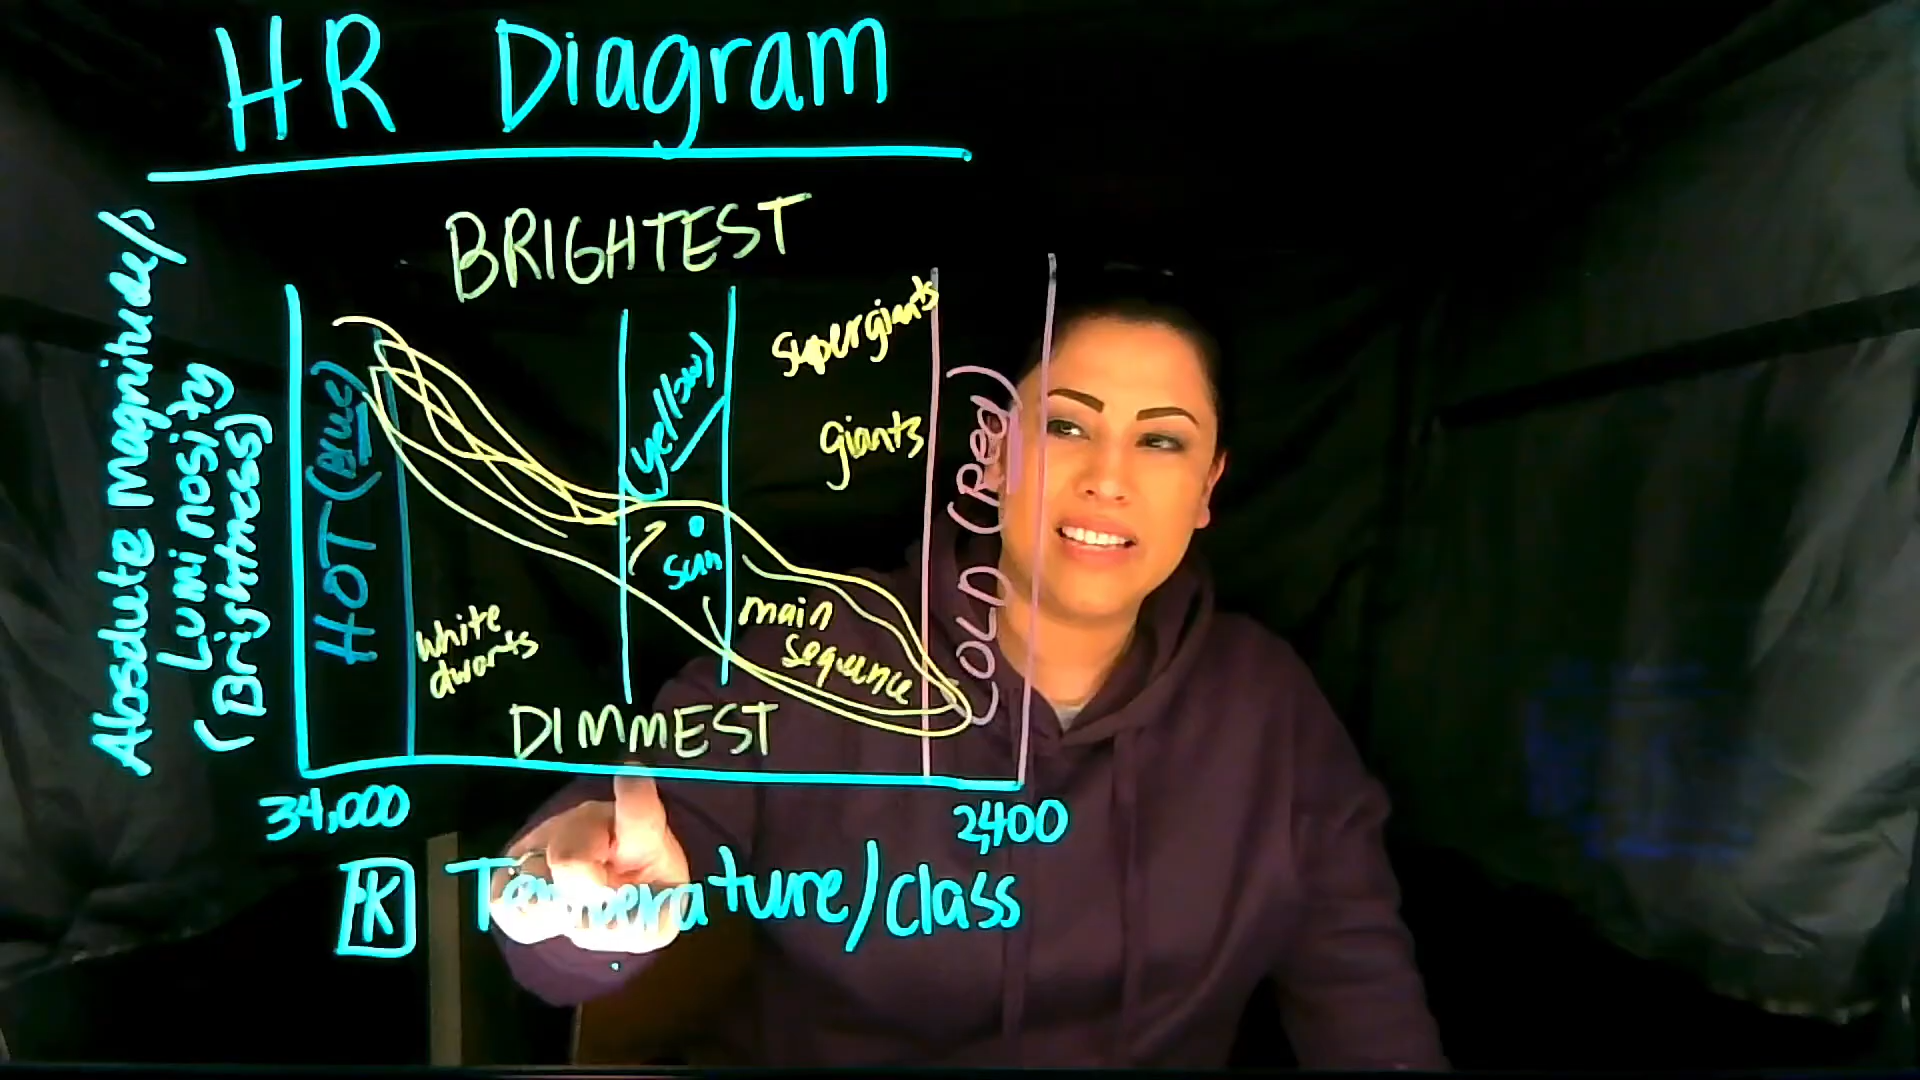 HR Diagram
BRIGHTEST
Absolute Magnitude/
Luminosity
(Brightness)
HOT (Blue)
(yellow)
Supergiants
giants
COLD (Red)
Sun
main
sequence
white
dwarfs
DIMMEST
34,000
2,400
K Temperature/class